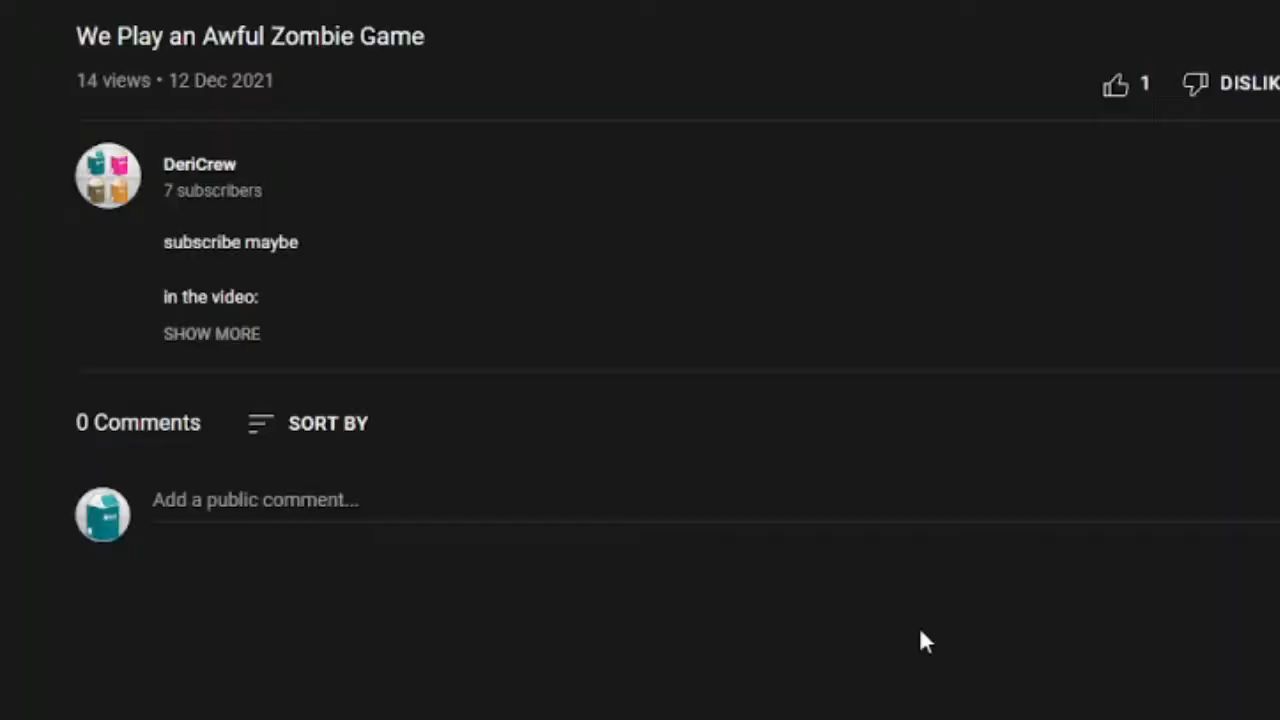 We Play an Awful Zombie Game
14 views • 12 Dec 2021
1 DISLIK
DeriCrew
7 subscribers
subscribe maybe
in the video:
SHOW MORE
0 Comments SORT BY
Add a public comment...